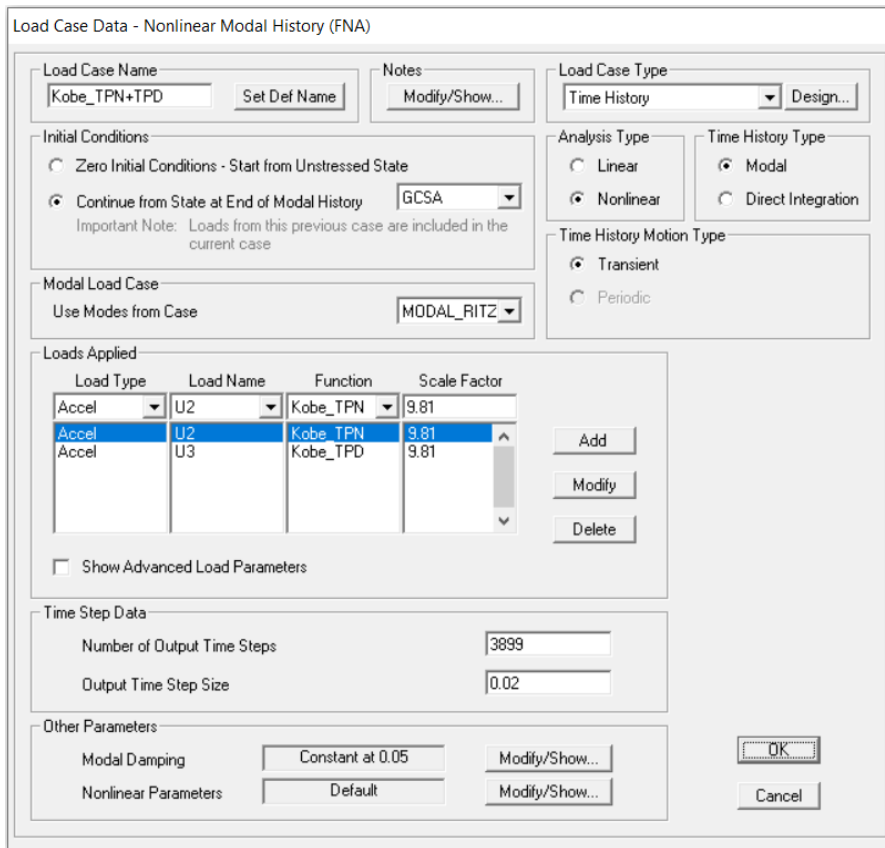 Load Case Data - Nonlinear Modal History (FNA)
Load Case Name
Kobe_TPN+TPD
Set Def Name
Notes
Modify/Show...
Load Case Type
Time History
Design...
Initial Conditions
Zero Initial Conditions - Start from Unstressed State
Continue from State at End of Modal History
GCSA
Important Note: Loads from this previous case are included in the
current case
Analysis Type
Linear
Nonlinear
Time History Type
Modal
Direct Integration
Modal Load Case
Use Modes from Case
MODAL_RITZ
Time History Motion Type
Transient
Periodic
Loads Applied
Load Type Load Name Function Scale Factor
Accel U2 Kobe_TPN 9.81
Accel U2 Kobe_TPN 9.81
Accel U3 Kobe_TPD 9.81
Add
Modify
Delete
Show Advanced Load Parameters
Time Step Data
Number of Output Time Steps 3899
Output Time Step Size 0.02
Other Parameters
Modal Damping Constant at 0.05 Modify/Show...
Nonlinear Parameters Default Modify/Show...
OK
Cancel